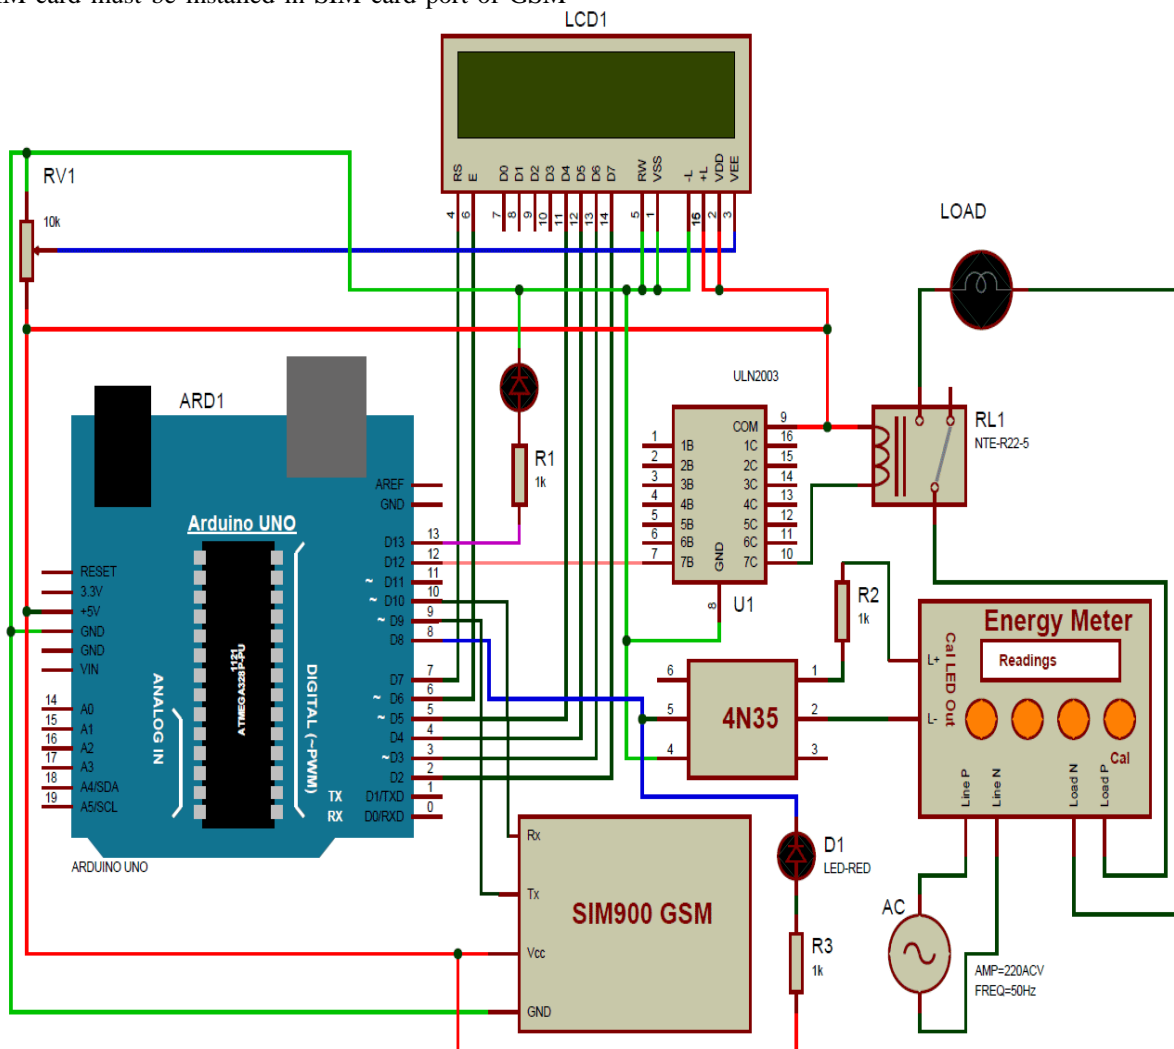 SIM card must be installed in SIM card port of GSM
LCD1
RS E D0 D1 D2 D3 D4 D5 D6 D7 RW VSS -L +L VDD VEE
4 6 7 8 9 10 11 12 13 14 5 1 15 2 3
RV1
10k
LOAD
ULN2003
ARD1
R1
1k
RL1
NTE-R22-5
COM 9
1 1B 1C 16
2 2B 2C 15
3 3B 3C 14
4 4B 4C 13
5 5B 5C 12
6 6B 6C 11
7 7B 7C 10
GND
8
U1
Arduino UNO
AREF
GND
D13 13
D12 12
~ D11 11
~ D10 10
~ D9 9
D8 8
D7 7
~ D6 6
~ D5 5
D4 4
~D3 3
D2 2
TX D1/TXD 1
RX D0/RXD 0
RESET
3.3V
+5V
GND
GND
VIN
14 A0
15 A1
16 A2
17 A3
18 A4/SDA
19 A5/SCL
ATMEGA328P-PU
1121
ANALOG IN
DIGITAL (~PWM)
ARDUINO UNO
R2
1k
4N35
6
5
4
1
2
3
Energy Meter
Readings
Cal LED Out
L+
L-
Cal
Line P
Line N
Load N
Load P
D1
LED-RED
R3
1k
SIM900 GSM
Rx
Tx
Vcc
GND
AC
AMP=220ACV
FREQ=50Hz